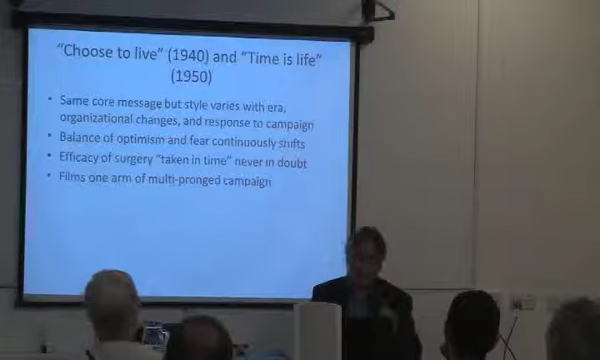 “Choose to live” (1940) and “Time is life”
(1950)
• Same core message but style varies with era,
organizational changes, and response to campaign
• Balance of optimism and fear continuously shifts
• Efficacy of surgery “taken in time” never in doubt
• Films one arm of multi-pronged campaign